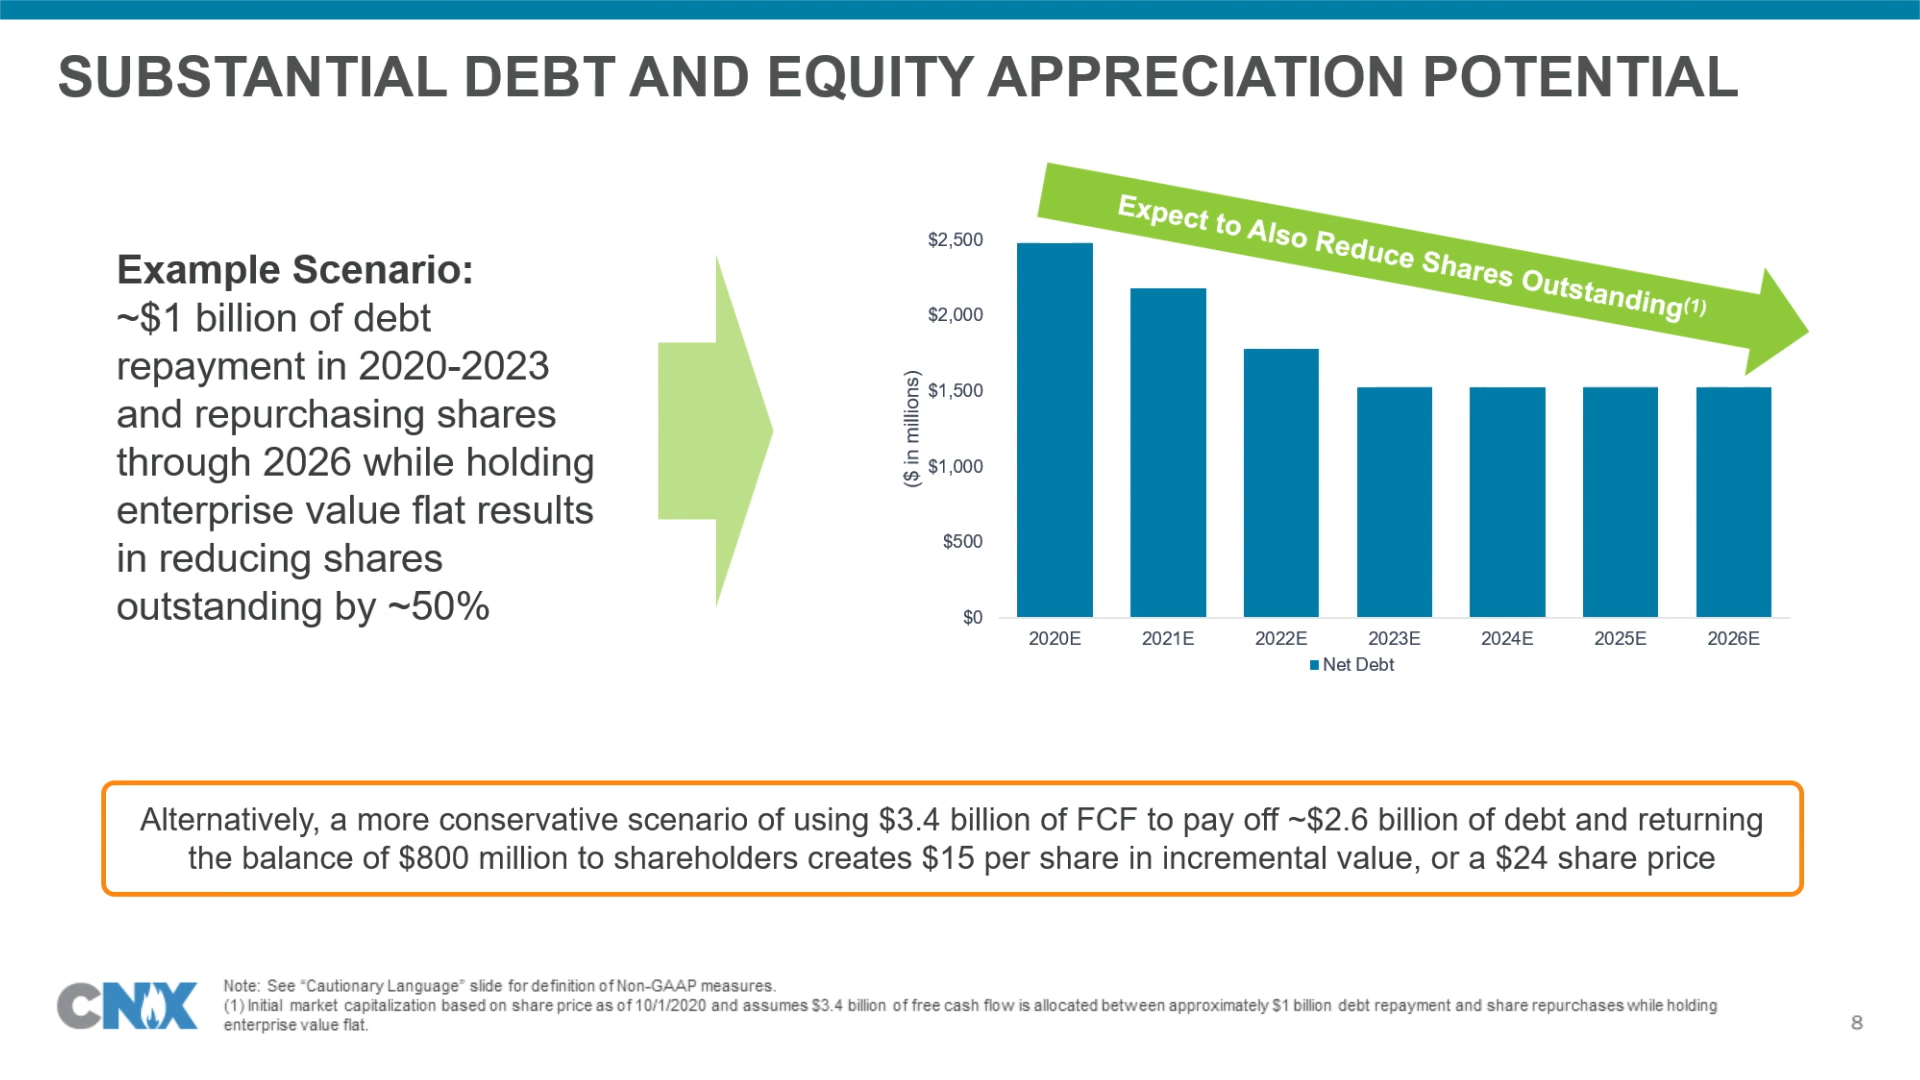 SUBSTANTIAL DEBT AND EQUITY APPRECIATION POTENTIAL
Example Scenario:
~$1 billion of debt
repayment in 2020-2023
and repurchasing shares
through 2026 while holding
enterprise value flat results
in reducing shares
outstanding by ~50%
Expect to Also Reduce Shares Outstanding(1)
($ in millions)
$2,500
$2,000
$1,500
$1,000
$500
$0
2020E 2021E 2022E 2023E 2024E 2025E 2026E
Net Debt
Alternatively, a more conservative scenario of using $3.4 billion of FCF to pay off ~$2.6 billion of debt and returning
the balance of $800 million to shareholders creates $15 per share in incremental value, or a $24 share price
CNX
Note: See “Cautionary Language” slide for definition of Non-GAAP measures.
(1) Initial market capitalization based on share price as of 10/1/2020 and assumes $3.4 billion of free cash flow is allocated between approximately $1 billion debt repayment and share repurchases while holding
enterprise value flat.
8